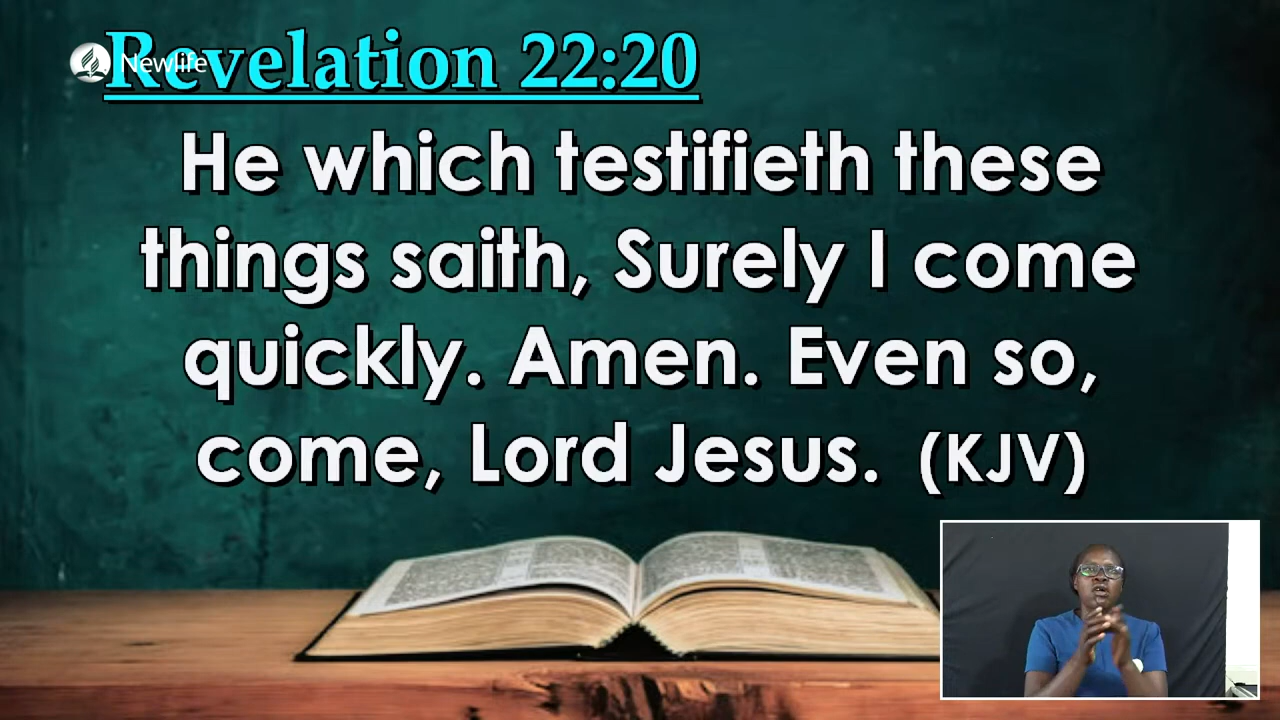 Revelation 22:20
Newlife
He which testifieth these
things saith, Surely I come
quickly. Amen. Even so,
come, Lord Jesus. (KJV)